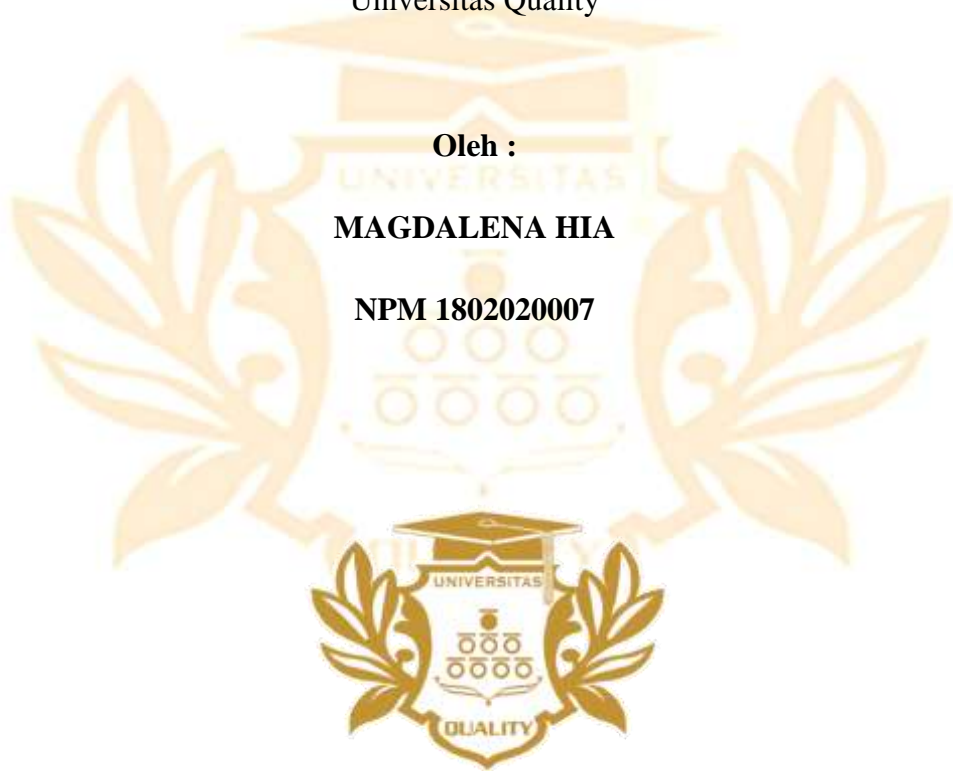 Universitas Quality
Oleh :
UNIVERSITAS
MAGDALENA HIA
NPM 1802020007
UNIVERSITAS
QUALITY